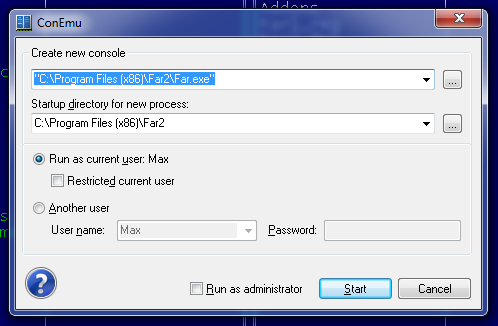 Addons
ConEmu
Create new console
"C:\Program Files (x86)\Far2\Far.exe"
...
Startup directory for new process:
C:\Program Files (x86)\Far2
...
Run as current user: Max
Restricted current user
Another user
User name:
Max
Password:
?
Run as administrator
Start
Cancel